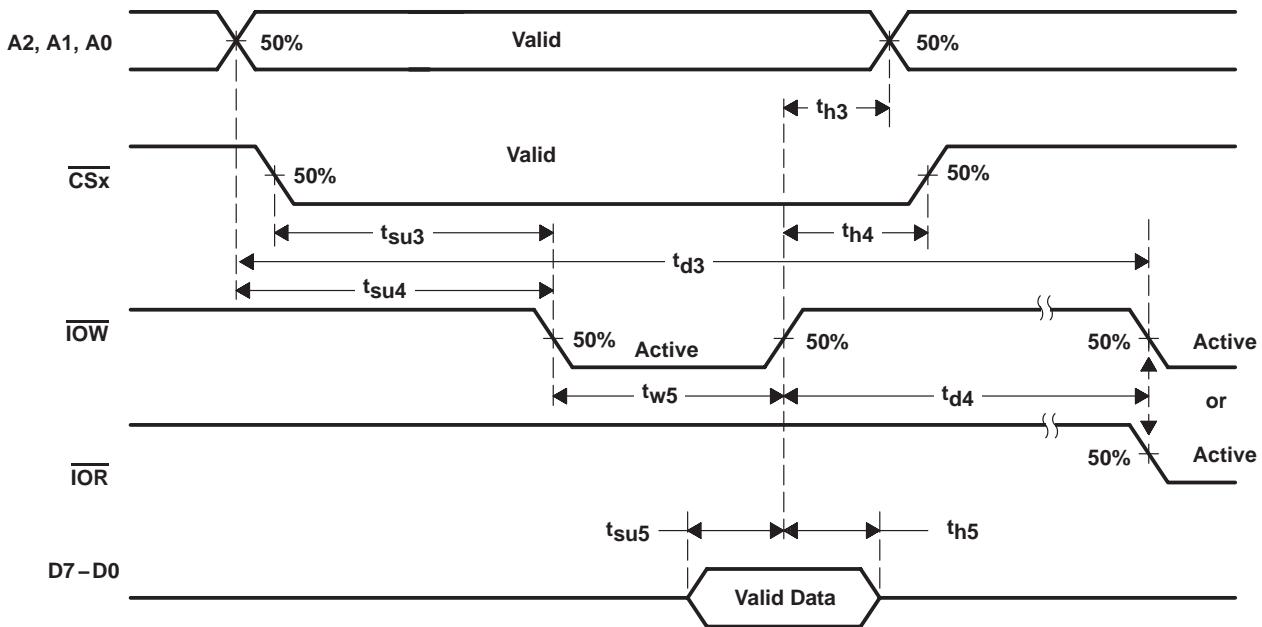 A2, A1, A0
50%
Valid
50%
th3
CSx
50%
Valid
50%
tsu3
th4
td3
tsu4
IOW
50%
Active
50%
50%
Active
tw5
td4
or
IOR
50%
Active
tsu5
th5
D7–D0
Valid Data